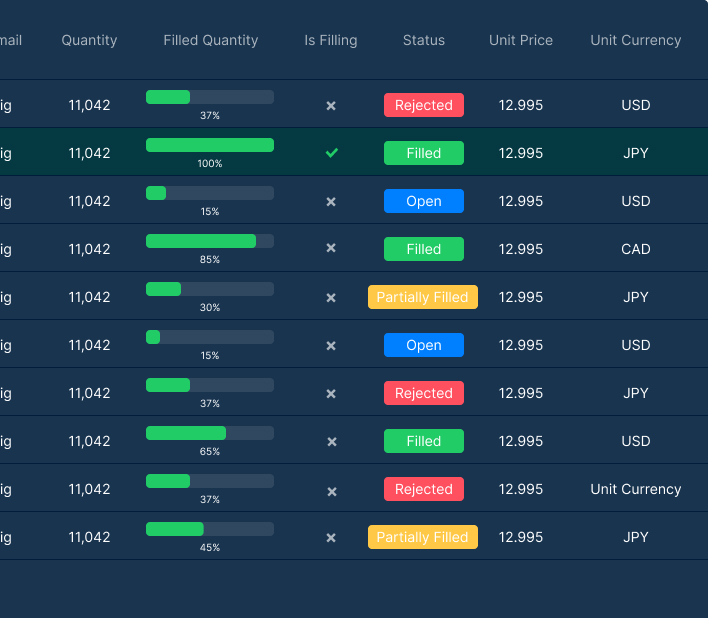 mail Quantity Filled Quantity Is Filling Status Unit Price Unit Currency
ig 11,042 37% Rejected 12.995 USD
ig 11,042 100% Filled 12.995 JPY
ig 11,042 15% Open 12.995 USD
ig 11,042 85% Filled 12.995 CAD
ig 11,042 30% Partially Filled 12.995 JPY
ig 11,042 15% Open 12.995 USD
ig 11,042 37% Rejected 12.995 JPY
ig 11,042 65% Filled 12.995 USD
ig 11,042 37% Rejected 12.995 Unit Currency
ig 11,042 45% Partially Filled 12.995 JPY